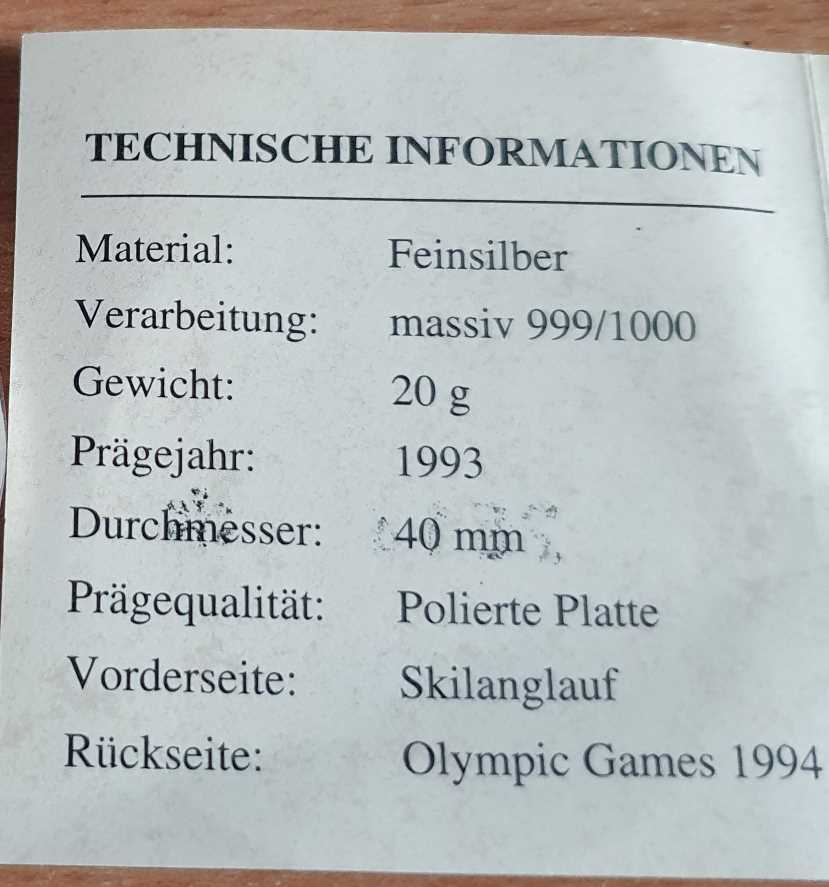 TECHNISCHE INFORMATIONEN
Material: Feinsilber
Verarbeitung: massiv 999/1000
Gewicht: 20 g
Prägejahr: 1993
Durchmesser: 40 mm
Prägequalität: Polierte Platte
Vorderseite: Skilanglauf
Rückseite: Olympic Games 1994